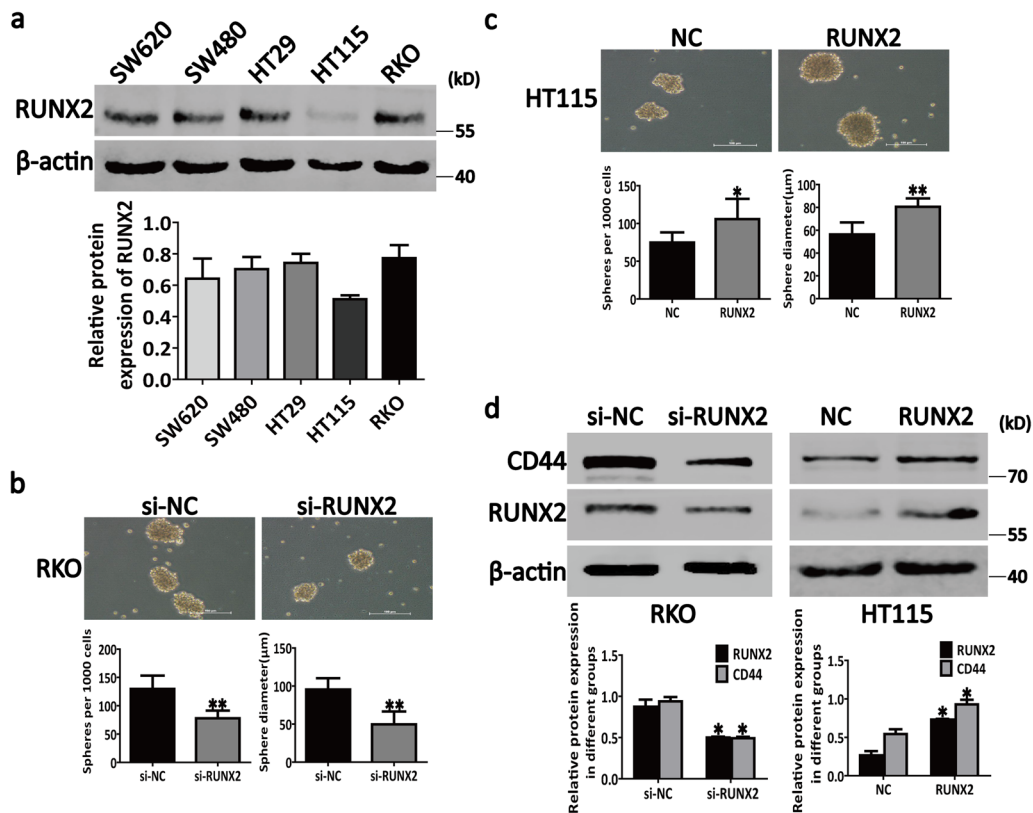 a
SW620
SW480
HT29
HT115
RKO
(kD)
RUNX2
55
β-actin
40
Relative protein
expression of RUNX2
1.0
0.8
0.6
0.4
0.2
0.0
SW620
SW480
HT29
HT115
RKO
b
si-NC
si-RUNX2
RKO
Spheres per 1000 cells
200
150
100
50
0
si-NC
si-RUNX2
**
Sphere diameter(μm)
150
100
50
0
si-NC
si-RUNX2
**
c
NC
RUNX2
HT115
Spheres per 1000 cells
150
125
100
75
50
25
0
NC
RUNX2
*
Sphere diameter(μm)
100
80
60
40
20
0
NC
RUNX2
**
d
si-NC
si-RUNX2
NC
RUNX2
(kD)
CD44
70
RUNX2
55
β-actin
40
RKO
HT115
Relative protein expression
in different groups
1.5
1.0
0.5
0.0
RUNX2
CD44
* *
si-NC
si-RUNX2
Relative protein expression
in different groups
1.5
1.0
0.5
0.0
RUNX2
CD44
* *
NC
RUNX2